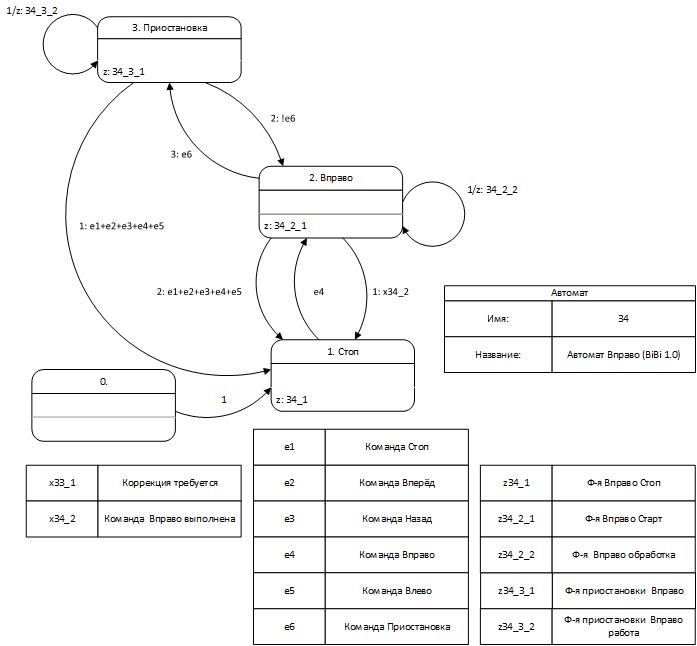 1/z: 34_3_2
3. Приостановка
z: 34_3_1
2: !e6
3: e6
2. Вправо
z: 34_2_1
1/z: 34_2_2
1: e1+e2+e3+e4+e5
2: e1+e2+e3+e4+e5
e4
1: x34_2
1. Стоп
z: 34_1
0.
1
Автомат
Имя: 34
Название: Автомат Вправо (BiBi 1.0)
x33_1 Коррекция требуется
x34_2 Команда Вправо выполнена
e1 Команда Стоп
e2 Команда Вперёд
e3 Команда Назад
e4 Команда Вправо
e5 Команда Влево
e6 Команда Приостановка
z34_1 Ф-я Вправо Стоп
z34_2_1 Ф-я Вправо Старт
z34_2_2 Ф-я Вправо обработка
z34_3_1 Ф-я приостановки Вправо
z34_3_2 Ф-я приостановки Вправо
работа